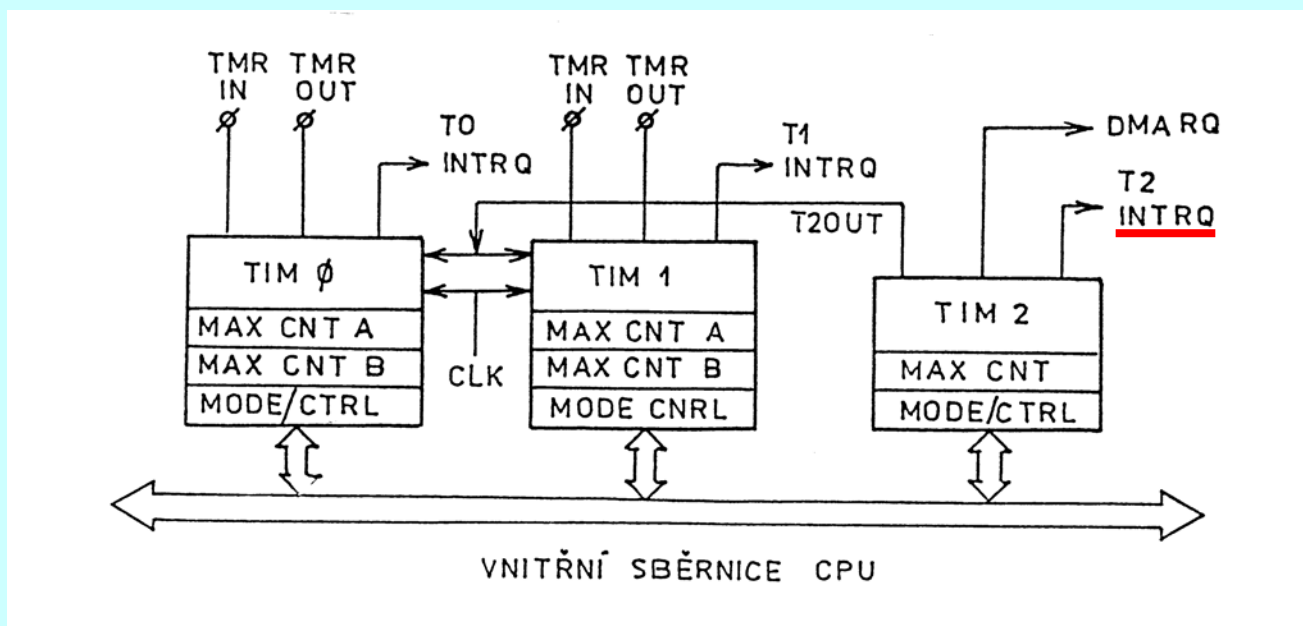 TMR IN
TMR OUT
T0 INTRQ
TMR IN
TMR OUT
T1 INTRQ
DMARQ
T2 INTRQ
T2OUT
TIM 0
MAX CNT A
MAX CNT B
MODE/CTRL
CLK
TIM 1
MAX CNT A
MAX CNT B
MODE CNRL
TIM 2
MAX CNT
MODE/CTRL
VNITŘNÍ SBĚRNICE CPU